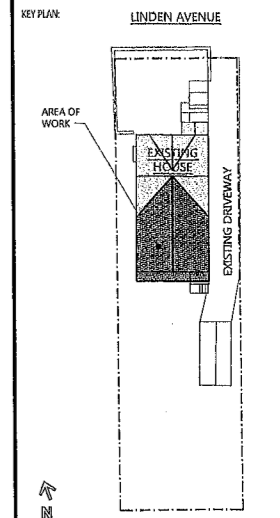 KEY PLAN:
LINDEN AVENUE
AREA OF
WORK
EXISTING
HOUSE
EXISTING DRIVEWAY
N